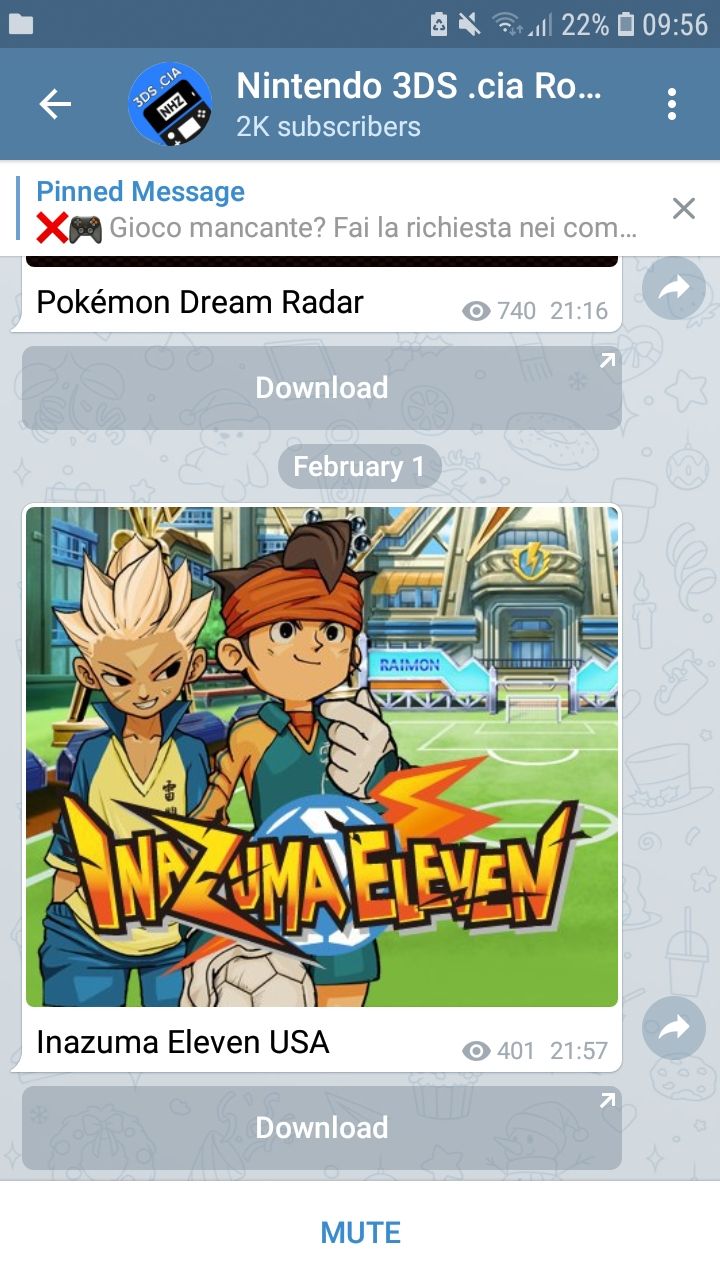 22% 09:56
3DS .CIA
NHZ
Nintendo 3DS .cia Ro...
2K subscribers
Pinned Message
❌🎮 Gioco mancante? Fai la richiesta nei com...
Pokémon Dream Radar
740 21:16
Download
February 1
RAIMON
雷門
INAZUMA ELEVEN
Inazuma Eleven USA
401 21:57
Download
MUTE